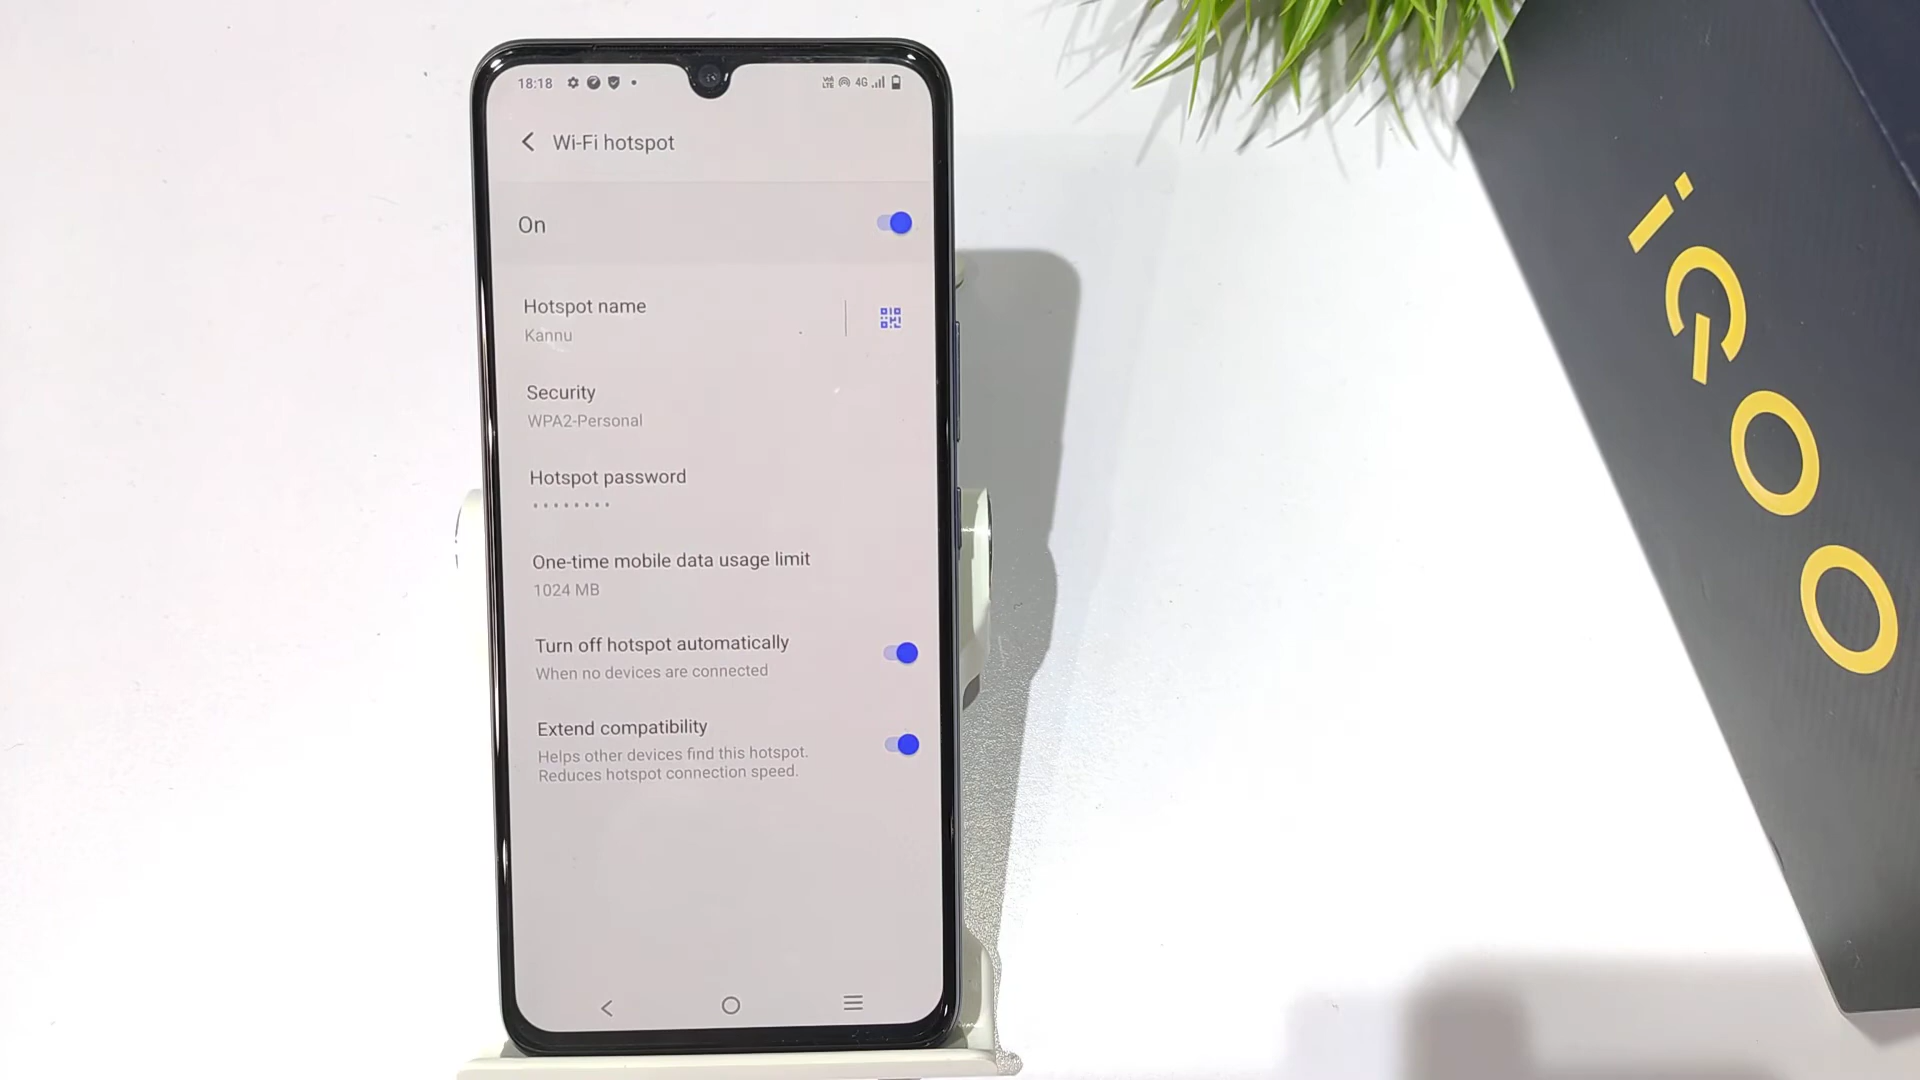 18:18
Vo)
LTE
4G
Wi-Fi hotspot
On
Hotspot name
Kannu
Security
WPA2-Personal
Hotspot password
••••••••
One-time mobile data usage limit
1024 MB
Turn off hotspot automatically
When no devices are connected
Extend compatibility
Helps other devices find this hotspot.
Reduces hotspot connection speed.
iQOO